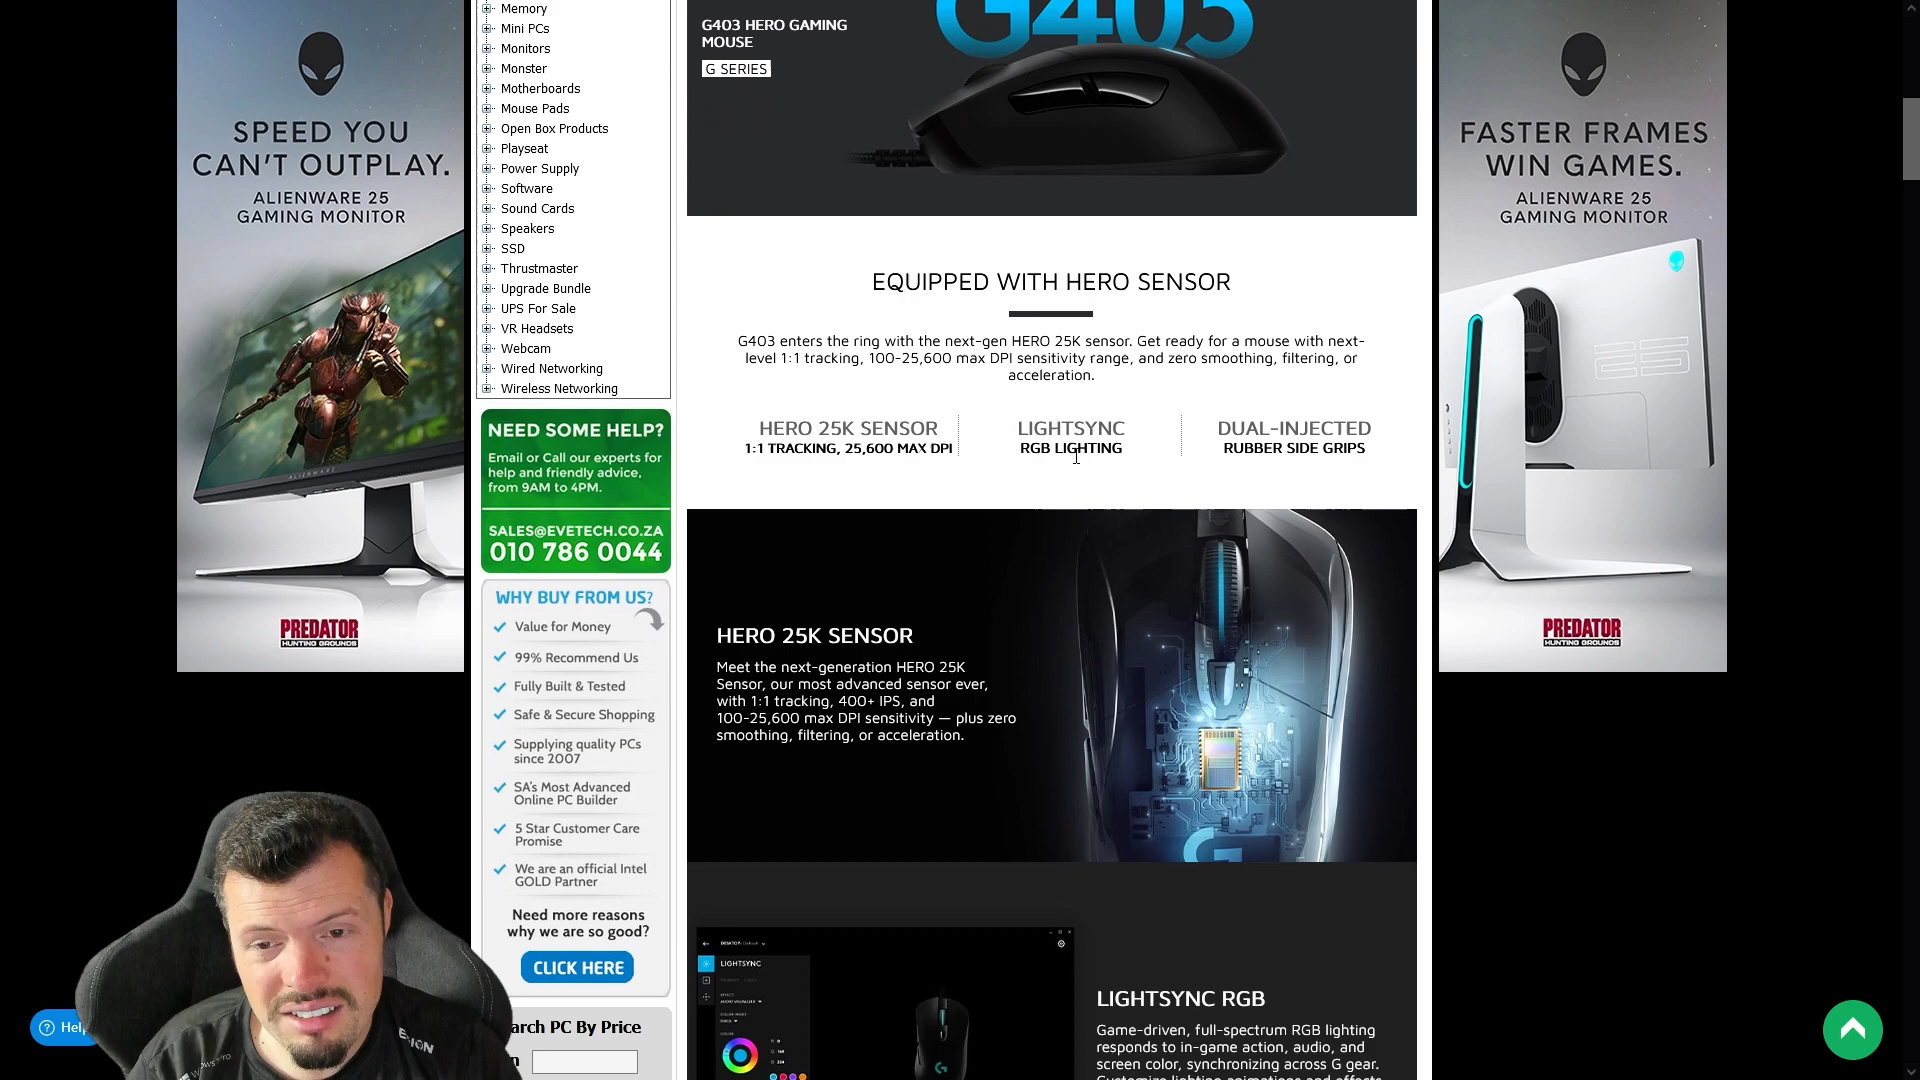 SPEED YOU
CAN'T OUTPLAY.
ALIENWARE 25
GAMING MONITOR
ALIENWARE
PREDATOR
HUNTING GROUNDS
Memory
Mini PCs
Monitors
Monster
Motherboards
Mouse Pads
Open Box Products
Playseat
Power Supply
Software
Sound Cards
Speakers
SSD
Thrustmaster
Upgrade Bundle
UPS For Sale
VR Headsets
Webcam
Wired Networking
Wireless Networking
NEED SOME HELP?
Email or Call our experts for
help and friendly advice,
from 9AM to 4PM.
SALES@EVETECH.CO.ZA
010 786 0044
WHY BUY FROM US?
Value for Money
99% Recommend Us
Fully Built & Tested
Safe & Secure Shopping
Supplying quality PCs
since 2007
SA's Most Advanced
Online PC Builder
5 Star Customer Care
Promise
We are an official Intel
GOLD Partner
Need more reasons
why we are so good?
CLICK HERE
arch PC By Price
Help
G403
G403 HERO GAMING
MOUSE
G SERIES
EQUIPPED WITH HERO SENSOR
G403 enters the ring with the next-gen HERO 25K sensor. Get ready for a mouse with next-
level 1:1 tracking, 100-25,600 max DPI sensitivity range, and zero smoothing, filtering, or
acceleration.
HERO 25K SENSOR
1:1 TRACKING, 25,600 MAX DPI
LIGHTSYNC
RGB LIGHTING
DUAL-INJECTED
RUBBER SIDE GRIPS
HERO 25K SENSOR
Meet the next-generation HERO 25K
Sensor, our most advanced sensor ever,
with 1:1 tracking, 400+ IPS, and
100-25,600 max DPI sensitivity — plus zero
smoothing, filtering, or acceleration.
LIGHTSYNC
LIGHTSYNC RGB
Game-driven, full-spectrum RGB lighting
responds to in-game action, audio, and
screen color, synchronizing across G gear.
FASTER FRAMES
WIN GAMES.
ALIENWARE 25
GAMING MONITOR
25
PREDATOR
HUNTING GROUNDS